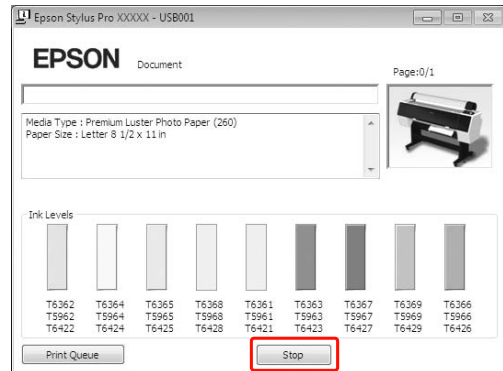 Epson Stylus Pro XXXXX - USB001
EPSON Document
Page:0/1
Media Type : Premium Luster Photo Paper (260)
Paper Size : Letter 8 1/2 x 11 in
Ink Levels
T6362 T6364 T6365 T6368 T6361 T6363 T6367 T6369 T6366
T5962 T5964 T5965 T5968 T5961 T5963 T5967 T5969 T5966
T6422 T6424 T6425 T6428 T6421 T6423 T6427 T6429 T6426
Print Queue Stop